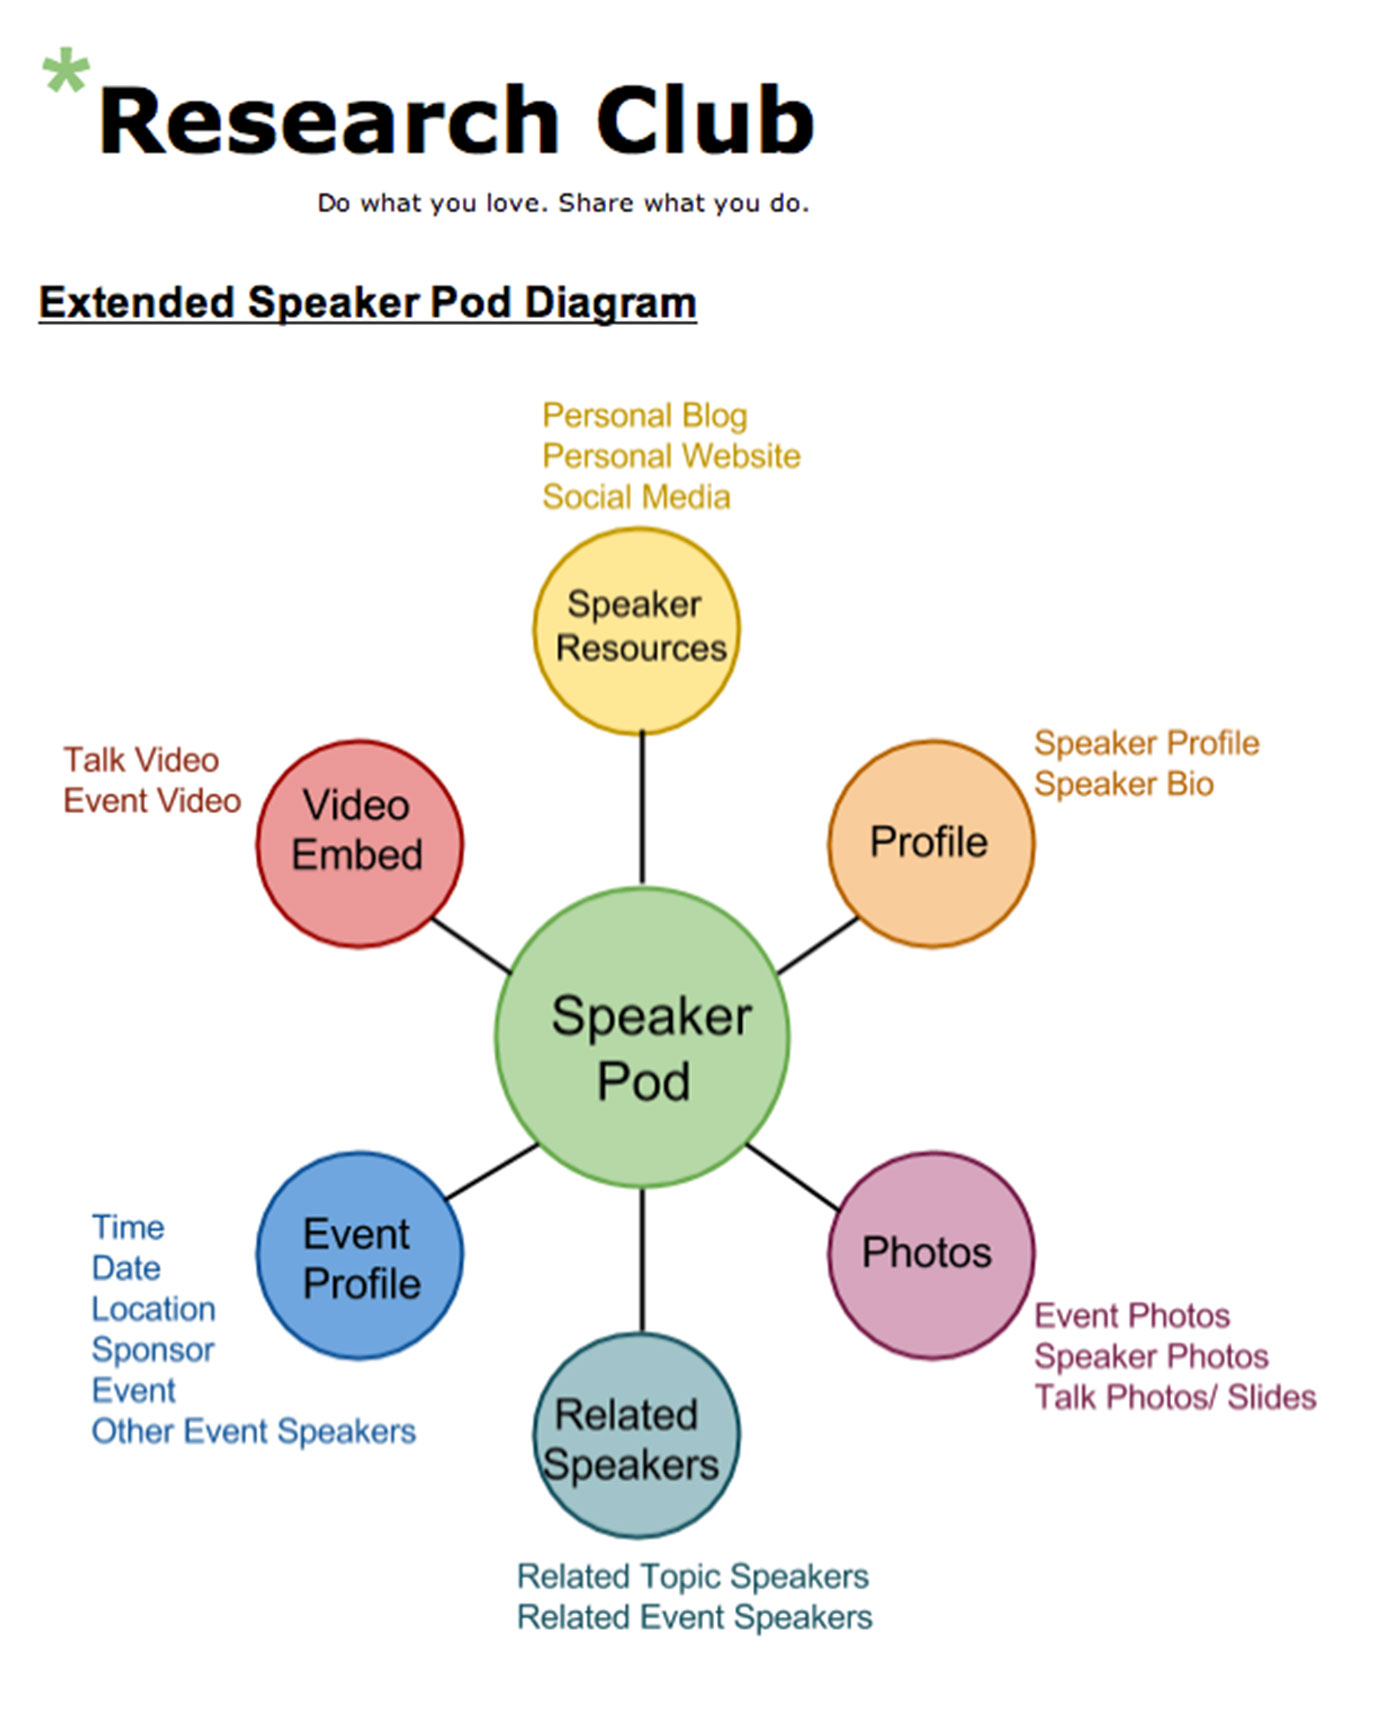 *Research Club
Do what you love. Share what you do.
Extended Speaker Pod Diagram
Personal Blog
Personal Website
Social Media
Speaker
Resources
Talk Video
Event Video
Video
Embed
Speaker Profile
Speaker Bio
Profile
Speaker
Pod
Time
Date
Location
Sponsor
Event
Other Event Speakers
Event
Profile
Photos
Event Photos
Speaker Photos
Talk Photos/ Slides
Related
Speakers
Related Topic Speakers
Related Event Speakers